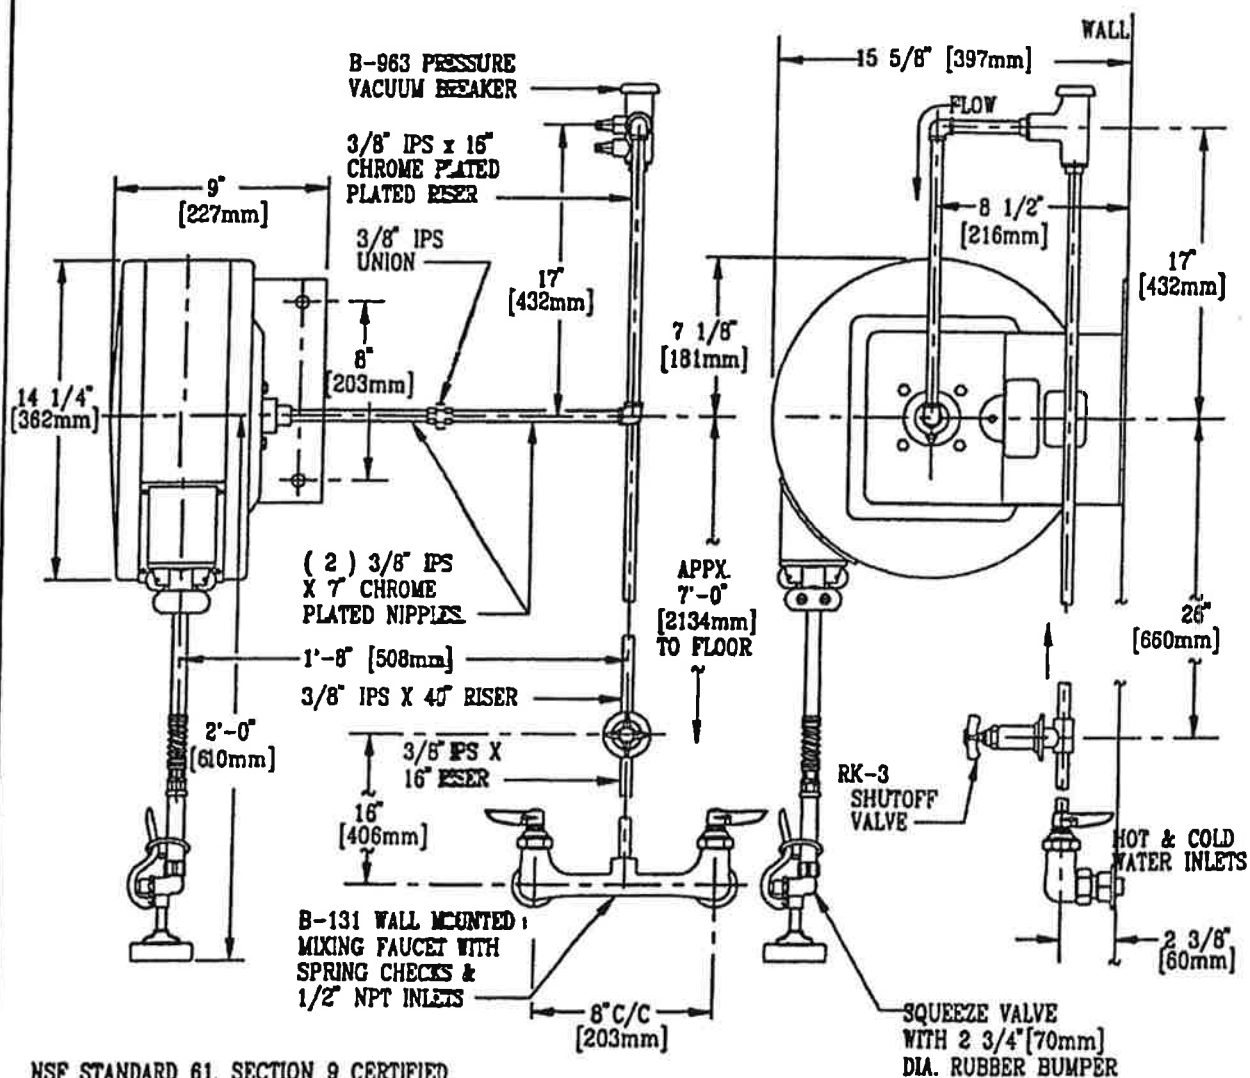 WALL
15 5/8" [397mm]
B-963 PRESSURE
VACUUM BREAKER
FLOW
3/8" IPS x 16"
CHROME PLATED
PLATED RISER
9"
[227mm]
8 1/2"
[216mm]
3/8" IPS
UNION
17"
[432mm]
17"
[432mm]
7 1/8"
[181mm]
8"
[203mm]
14 1/4"
[362mm]
( 2 ) 3/8" IPS
X 7" CHROME
PLATED NIPPLES
APPX.
7'-0"
[2134mm]
TO FLOOR
26"
[660mm]
1'-8" [508mm]
3/8" IPS X 40" RISER
2'-0"
[610mm]
3/8" IPS X
16" RISER
RK-3
SHUTOFF
VALVE
16"
[406mm]
HOT & COLD
WATER INLETS
B-131 WALL MOUNTED
MIXING FAUCET WITH
SPRING CHECKS &
1/2" NPT INLETS
2 3/8"
[60mm]
8"C/C
[203mm]
SQUEEZE VALVE
WITH 2 3/4"[70mm]
DIA. RUBBER BUMPER
NSF STANDARD 61, SECTION 9 CERTIFIED